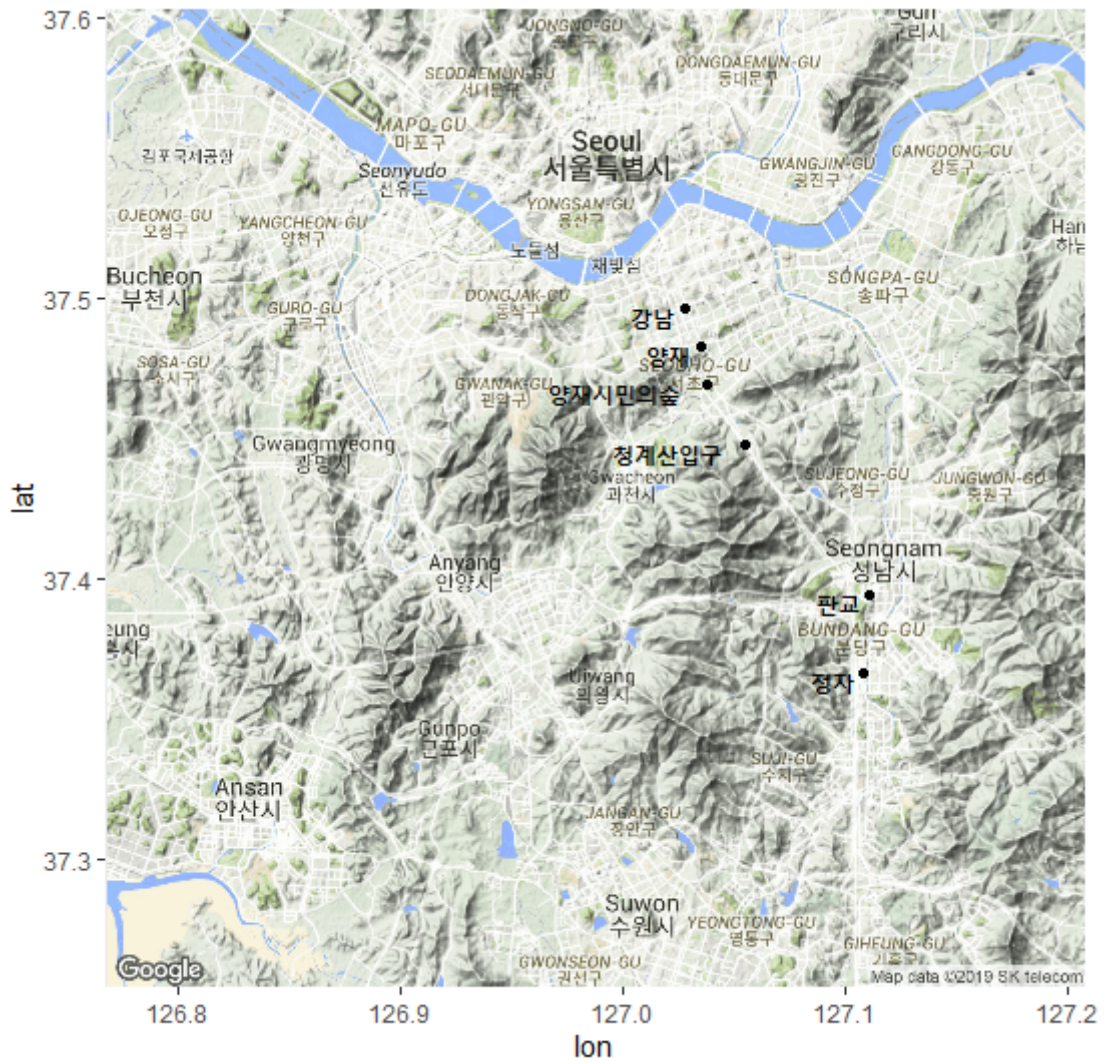 37.6
37.5
37.4
37.3
lat
JONGNO-GU
구리시
DONGDAEMUN-GU
동대문구
SEODAEMUN-GU
서대문구
MAPO-GU
마포구
Seoul
서울특별시
김포국제공항
Seonyudo
선유도
GWANGJIN-GU
광진구
GANGDONG-GU
강동구
OJEONG-GU
오정구
YANGCHEON-GU
양천구
YONGSAN-GU
용산구
노들섬
채빛섬
Bucheon
부천시
SONGPA-GU
송파구
GURO-GU
구로구
DONGJAK-GU
동작구
강남
양재
서초구
SOSA-GU
소사구
GWANAK-GU
관악구
양재시민의숲
Gwangmyeong
광명시
청계산입구
Gwacheon
과천시
SUJEONG-GU
수정구
JUNGWON-GU
중원구
Anyang
안양시
Seongnam
성남시
판교
BUNDANG-GU
분당구
Uiwang
의왕시
정자
Gunpo
군포시
SUJI-GU
수지구
Ansan
안산시
JANGAN-GU
장안구
Suwon
수원시
YEONGTONG-GU
영통구
GIHEUNG-GU
GWONSEON-GU
권선구
Google
Map data ©2019 SK telecom
126.8
126.9
127.0
127.1
127.2
lon